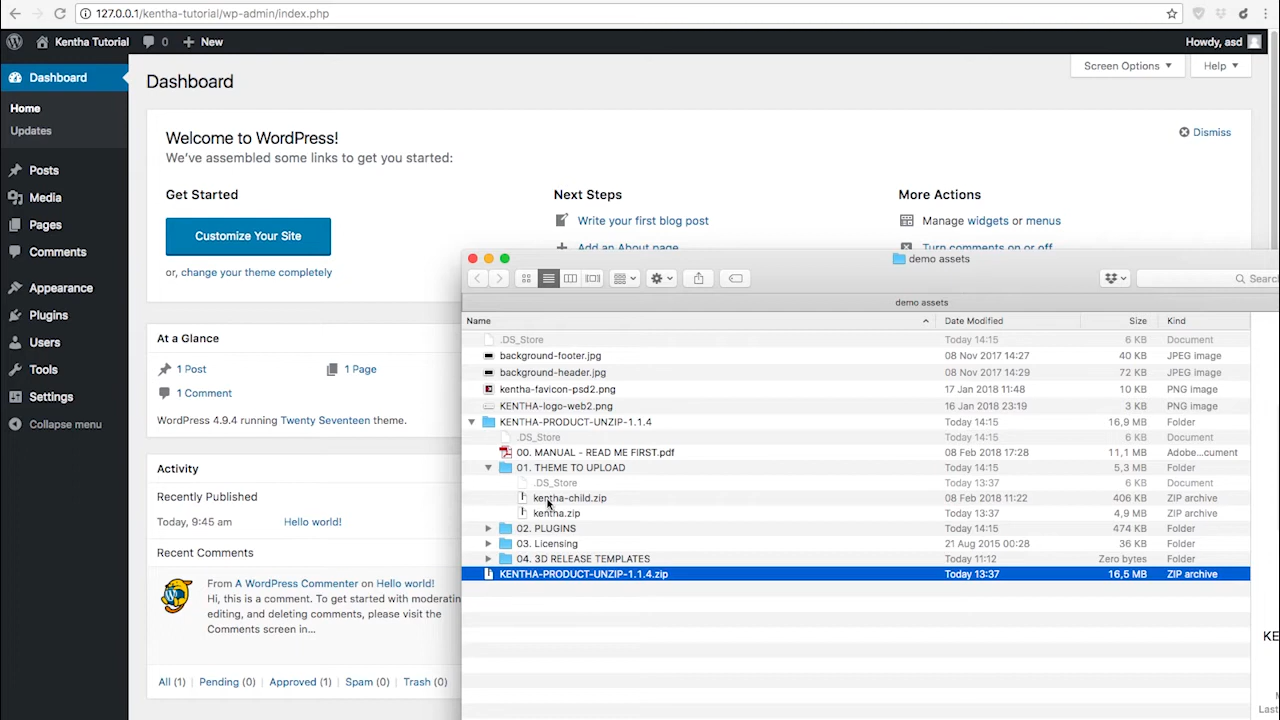 127.0.0.1/kentha-tutorial/wp-admin/index.php
Kentha Tutorial 0 New Howdy, asd
Dashboard
Home
Updates
Posts
Media
Pages
Comments
Appearance
Plugins
Users
Tools
Settings
Collapse menu
Screen Options Help
Dashboard
Welcome to WordPress!
Dismiss
We've assembled some links to get you started:
Get Started
Customize Your Site
or, change your theme completely
Next Steps
Write your first blog post
Add an About page
More Actions
Manage widgets or menus
Turn comments on or off
At a Glance
1 Post 1 Page
1 Comment
WordPress 4.9.4 running Twenty Seventeen theme.
Activity
Recently Published
Today, 9:45 am Hello world!
Recent Comments
From A WordPress Commenter on Hello world!
Hi, this is a comment. To get started with moderating,
editing, and deleting comments, please visit the
Comments screen in…
All (1) | Pending (0) | Approved (1) | Spam (0) | Trash (0)
demo assets
Search
demo assets
Name Date Modified Size Kind
.DS_Store Today 14:15 6 KB Document
background-footer.jpg 08 Nov 2017 14:27 40 KB JPEG image
background-header.jpg 08 Nov 2017 14:29 72 KB JPEG image
kentha-favicon-psd2.png 17 Jan 2018 11:48 10 KB PNG image
KENTHA-logo-web2.png 16 Jan 2018 23:19 3 KB PNG image
KENTHA-PRODUCT-UNZIP-1.1.4 Today 14:15 16,9 MB Folder
.DS_Store Today 14:15 6 KB Document
00. MANUAL - READ ME FIRST.pdf 08 Feb 2018 17:28 11,1 MB Adobe...cument
01. THEME TO UPLOAD Today 14:15 5,3 MB Folder
.DS_Store Today 13:37 6 KB Document
kentha-child.zip 08 Feb 2018 11:22 406 KB ZIP archive
kentha.zip Today 13:37 4,9 MB ZIP archive
02. PLUGINS Today 14:15 474 KB Folder
03. Licensing 21 Aug 2015 00:28 36 KB Folder
04. 3D RELEASE TEMPLATES Today 11:12 Zero bytes Folder
KENTHA-PRODUCT-UNZIP-1.1.4.zip Today 13:37 16,5 MB ZIP archive
KE
Last